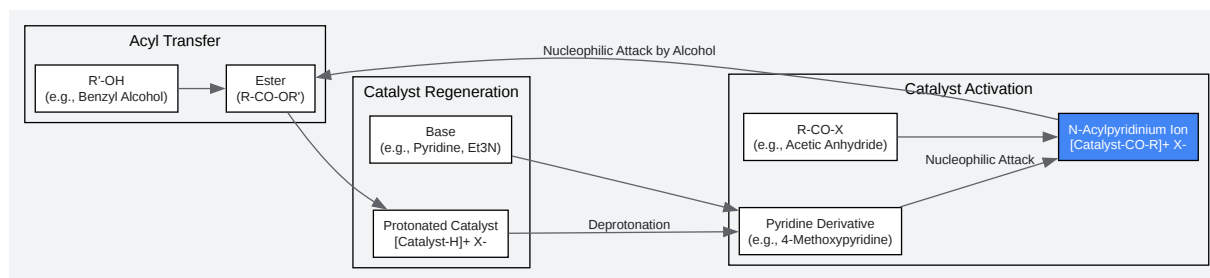 Acyl Transfer
R'-OH
(e.g., Benzyl Alcohol)
Ester
(R-CO-OR')
Nucleophilic Attack by Alcohol
Catalyst Regeneration
Base
(e.g., Pyridine, Et3N)
Protonated Catalyst
[Catalyst-H]+ X-
Deprotonation
Catalyst Activation
R-CO-X
(e.g., Acetic Anhydride)
N-Acylpyridinium Ion
[Catalyst-CO-R]+ X-
Nucleophilic Attack
Pyridine Derivative
(e.g., 4-Methoxypyridine)